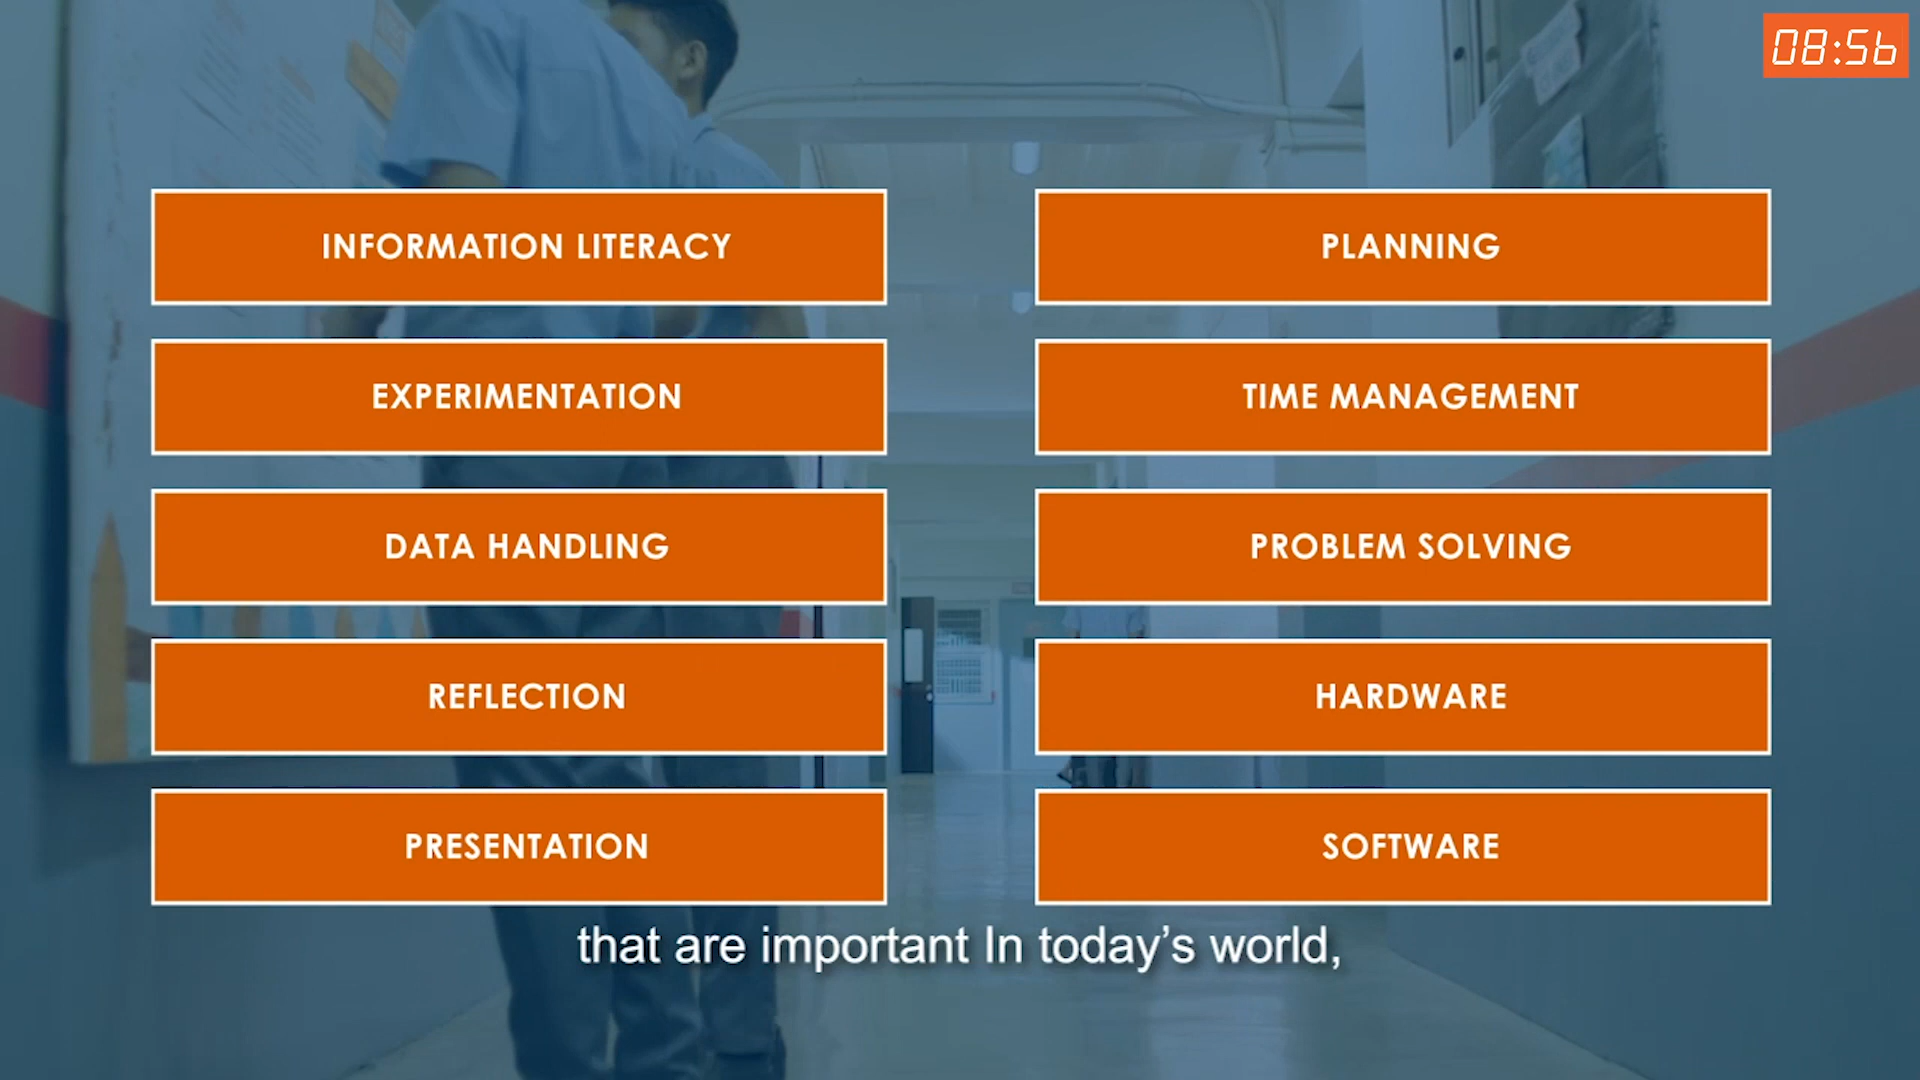 08:56
INFORMATION LITERACY
PLANNING
EXPERIMENTATION
TIME MANAGEMENT
DATA HANDLING
PROBLEM SOLVING
REFLECTION
HARDWARE
PRESENTATION
SOFTWARE
that are important In today's world,